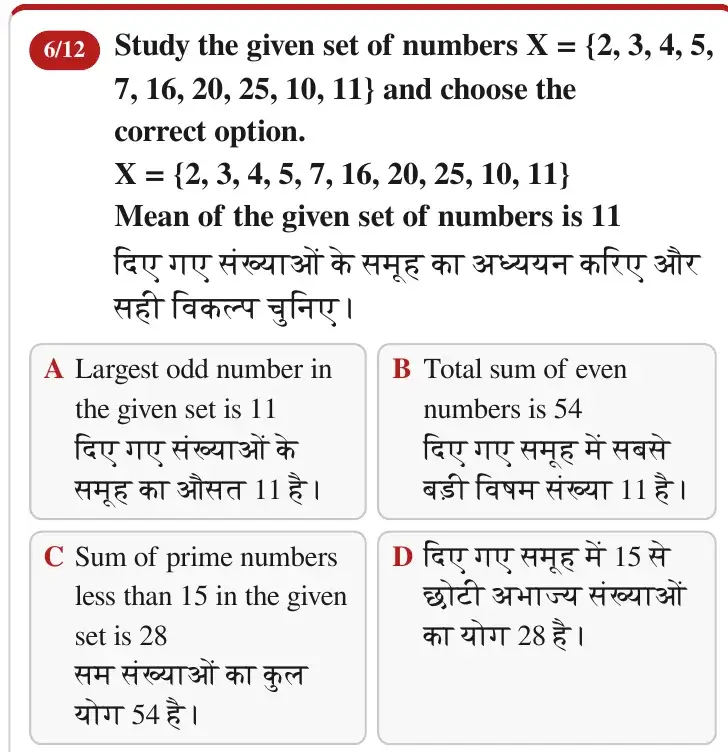 6/12 Study the given set of numbers X = {2, 3, 4, 5,
7, 16, 20, 25, 10, 11} and choose the
correct option.
X = {2, 3, 4, 5, 7, 16, 20, 25, 10, 11}
Mean of the given set of numbers is 11
दिए गए संख्याओं के समूह का अध्ययन करिए और
सही विकल्प चुनिए।
A Largest odd number in
the given set is 11
दिए गए संख्याओं के
समूह का औसत 11 है।
B Total sum of even
numbers is 54
दिए गए समूह में सबसे
बड़ी विषम संख्या 11 है।
C Sum of prime numbers
less than 15 in the given
set is 28
सम संख्याओं का कुल
योग 54 है।
D दिए गए समूह में 15 से
छोटी अभाज्य संख्याओं
का योग 28 है।